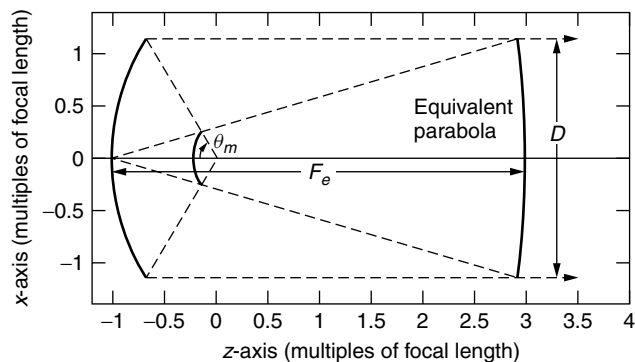 1
0.5
0
−0.5
−1
x-axis (multiples of focal length)
θm
Equivalent
parabola
D
Fe
−1 −0.5 0 0.5 1 1.5 2 2.5 3 3.5 4
z-axis (multiples of focal length)